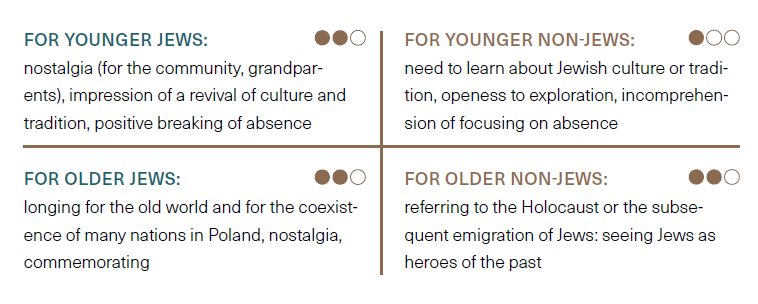 FOR YOUNGER JEWS:
nostalgia (for the community, grandpar-
ents), impression of a revival of culture and
tradition, positive breaking of absence
FOR YOUNGER NON-JEWS:
need to learn about Jewish culture or tradi-
tion, openess to exploration, incomprehen-
sion of focusing on absence
FOR OLDER JEWS:
longing for the old world and for the coexist-
ence of many nations in Poland, nostalgia,
commemorating
FOR OLDER NON-JEWS:
referring to the Holocaust or the subse-
quent emigration of Jews: seeing Jews as
heroes of the past